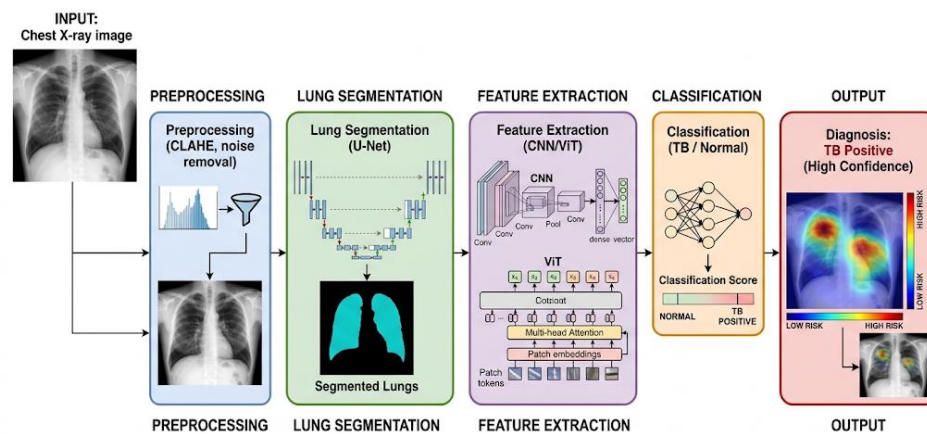 INPUT:
Chest X-ray image
PREPROCESSING
LUNG SEGMENTATION
FEATURE EXTRACTION
CLASSIFICATION
OUTPUT
Preprocessing
(CLAHE, noise
removal)
Lung Segmentation
(U-Net)
Segmented Lungs
Feature Extraction
(CNN/ViT)
CNN
Conv
Conv
Conv
Pool
Conv
dense
vector
ViT
Multi-head Attention
Patch embeddings
Patch
tokens
Classification
(TB / Normal)
Classification Score
NORMAL
TB
POSITIVE
Diagnosis:
TB Positive
(High Confidence)
HIGH RISK
LOW RISK
LOW RISK
HIGH RISK
PREPROCESSING
LUNG SEGMENTATION
FEATURE EXTRACTION
OUTPUT